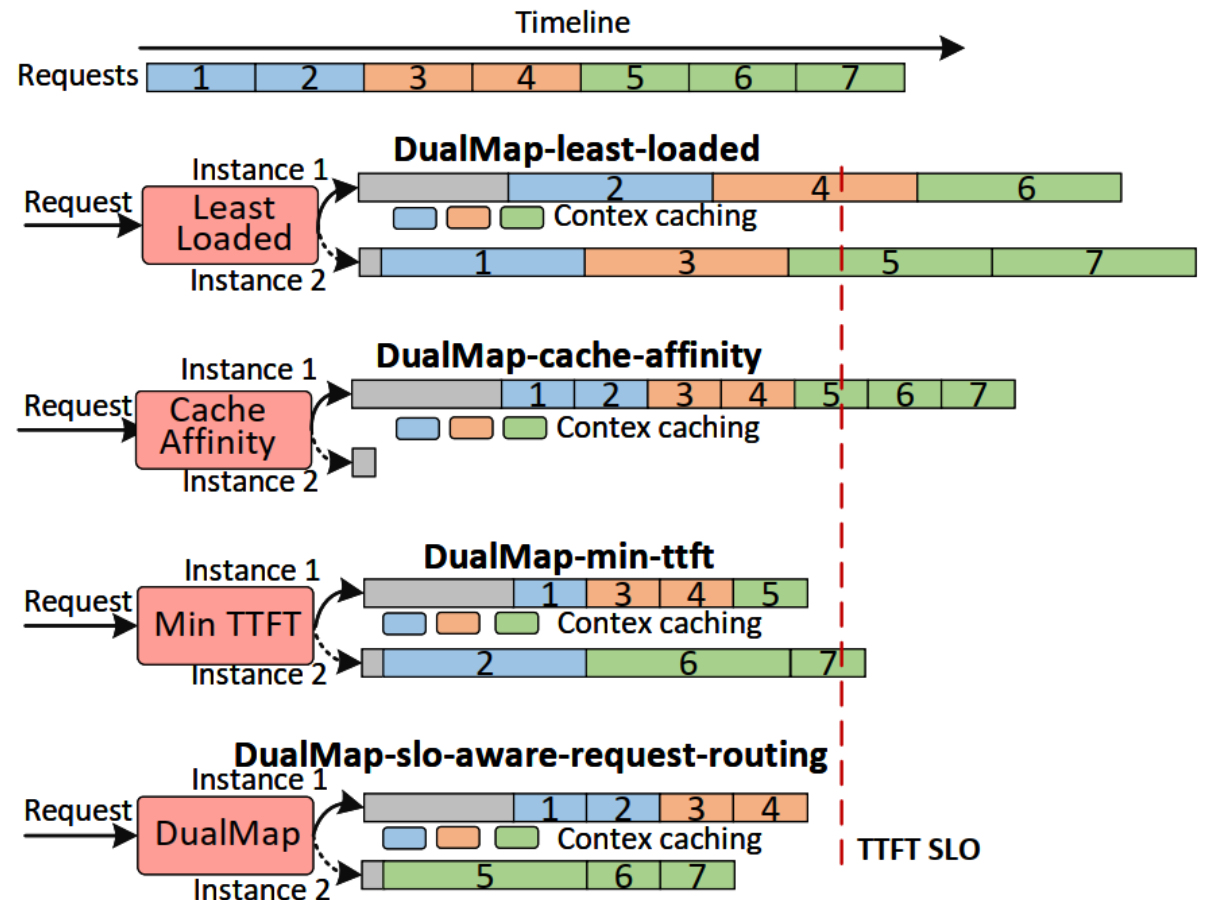 Timeline
Requests 1 2 3 4 5 6 7
DualMap-least-loaded
Instance 1
2 4 6
Request
Least
Loaded
Contex caching
Instance 2
1 3 5 7
DualMap-cache-affinity
Instance 1
1 2 3 4 5 6 7
Request
Cache
Affinity
Contex caching
Instance 2
DualMap-min-ttft
Instance 1
1 3 4 5
Request
Min TTFT
Contex caching
Instance 2
2 6 7
DualMap-slo-aware-request-routing
Instance 1
1 2 3 4
Request
DualMap
Contex caching
TTFT SLO
Instance 2
5 6 7